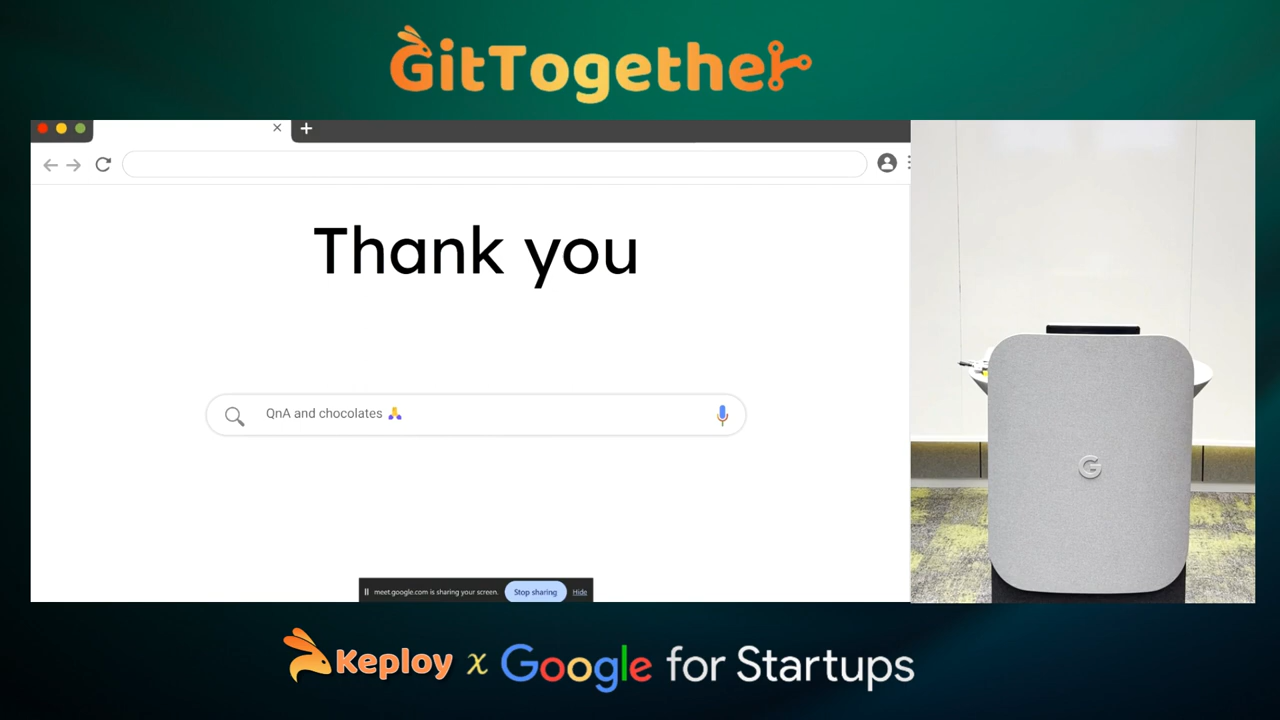 GitTogether
Thank you
QnA and chocolates 🙏
meet.google.com is sharing your screen.
Stop sharing
Hide
G
Keploy x Google for Startups